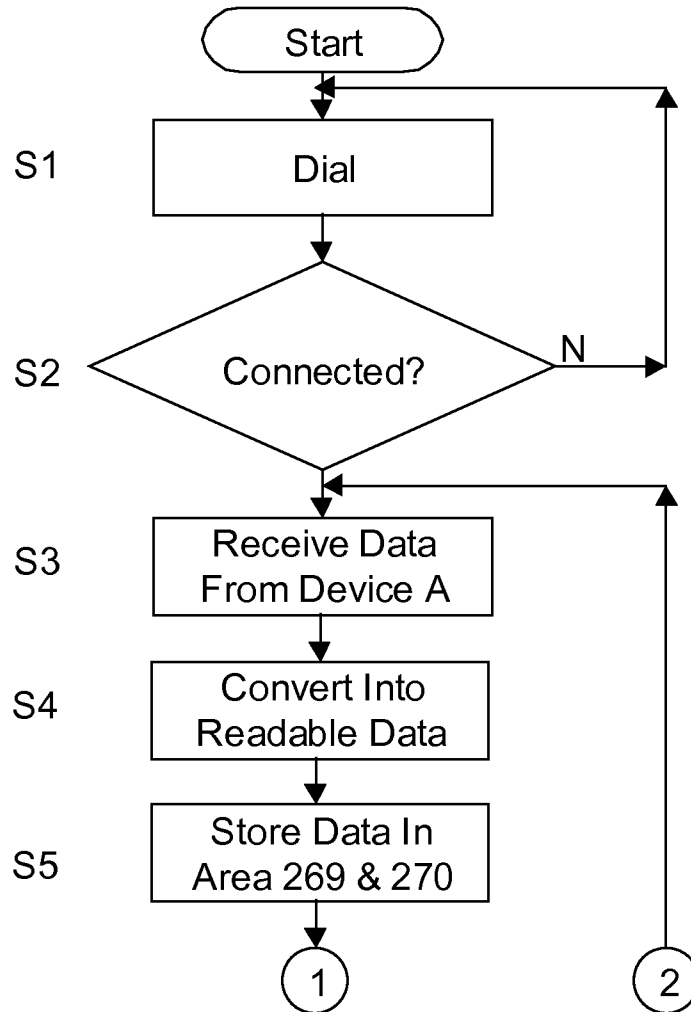 Start
S1
Dial
S2
Connected?
N
S3
Receive Data
From Device A
S4
Convert Into
Readable Data
S5
Store Data In
Area 269 & 270
1
2